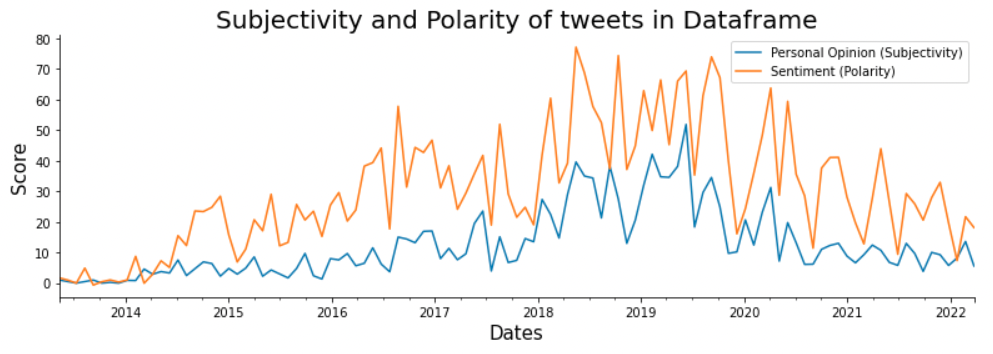 Subjectivity and Polarity of tweets in Dataframe
Personal Opinion (Subjectivity)
Sentiment (Polarity)
Score
80
70
60
50
40
30
20
10
0
2014 2015 2016 2017 2018 2019 2020 2021 2022
Dates